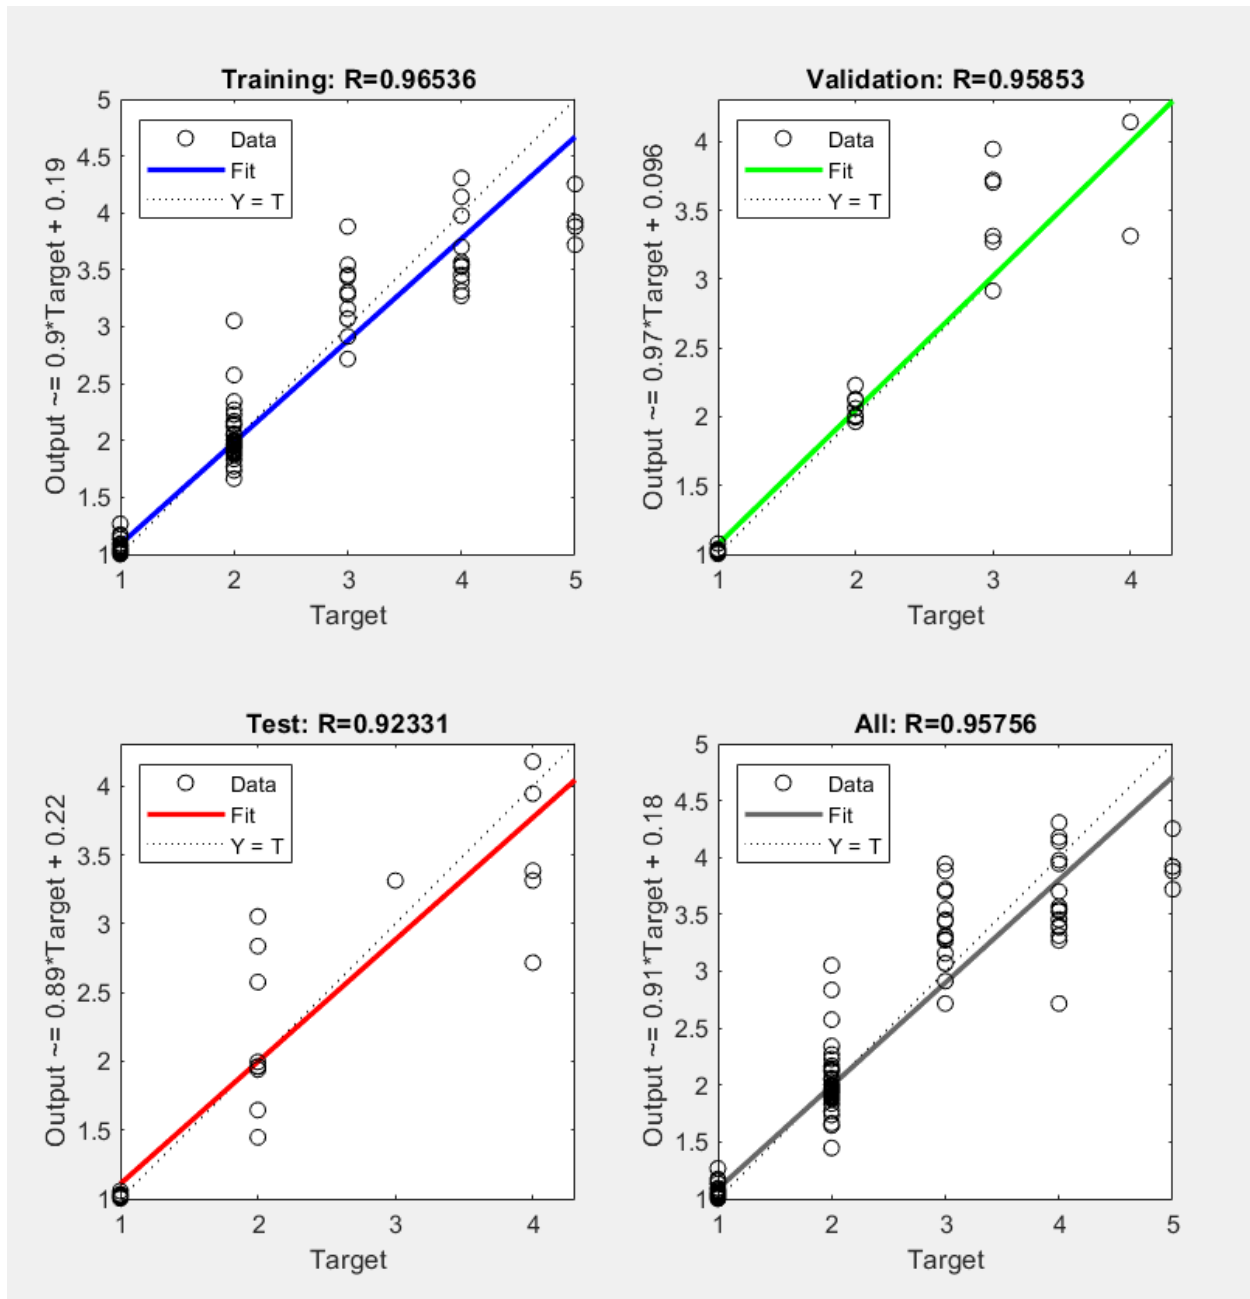 Training: R=0.96536
Output ~= 0.9*Target + 0.19
5
4.5
4
3.5
3
2.5
2
1.5
1
Data
Fit
Y = T
1 2 3 4 5
Target
Validation: R=0.95853
Output ~= 0.97*Target + 0.096
4
3.5
3
2.5
2
1.5
1
Data
Fit
Y = T
1 2 3 4
Target
Test: R=0.92331
Output ~= 0.89*Target + 0.22
4
3.5
3
2.5
2
1.5
1
Data
Fit
Y = T
1 2 3 4
Target
All: R=0.95756
Output ~= 0.91*Target + 0.18
5
4.5
4
3.5
3
2.5
2
1.5
1
Data
Fit
Y = T
1 2 3 4 5
Target